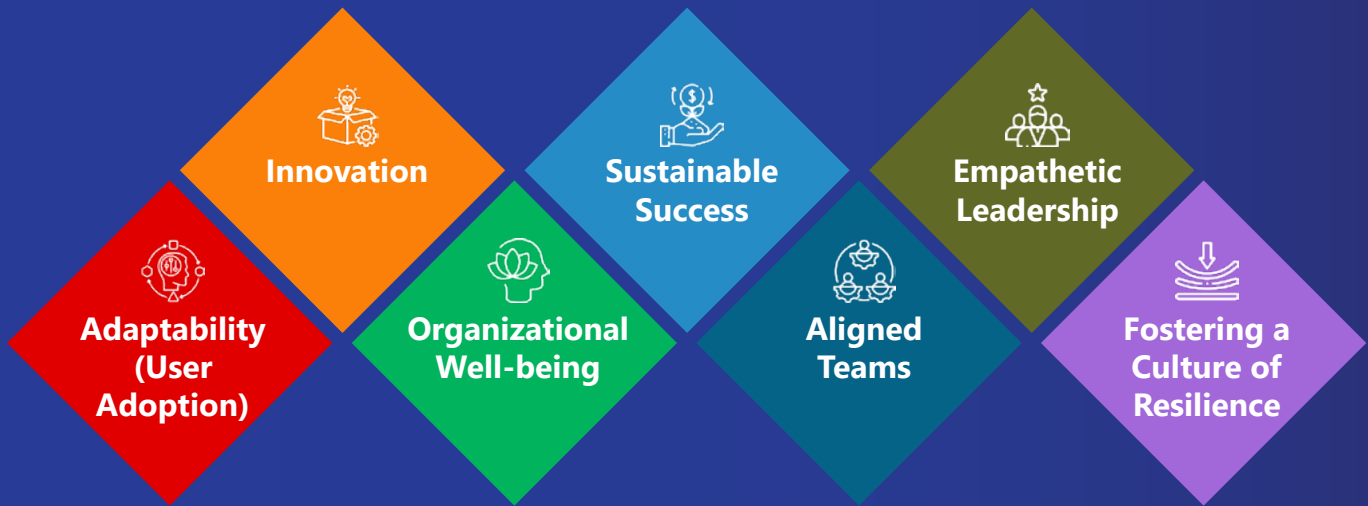 Innovation
Sustainable
Success
Empathetic
Leadership
Adaptability
(User
Adoption)
Organizational
Well-being
Aligned
Teams
Fostering a
Culture of
Resilience